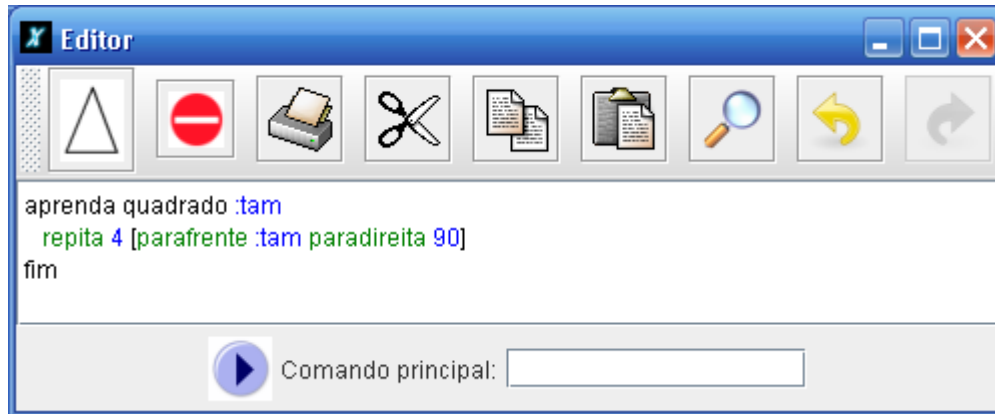 Editor
aprenda quadrado :tam
repita 4 [parafrente :tam paradireita 90]
fim
Comando principal: